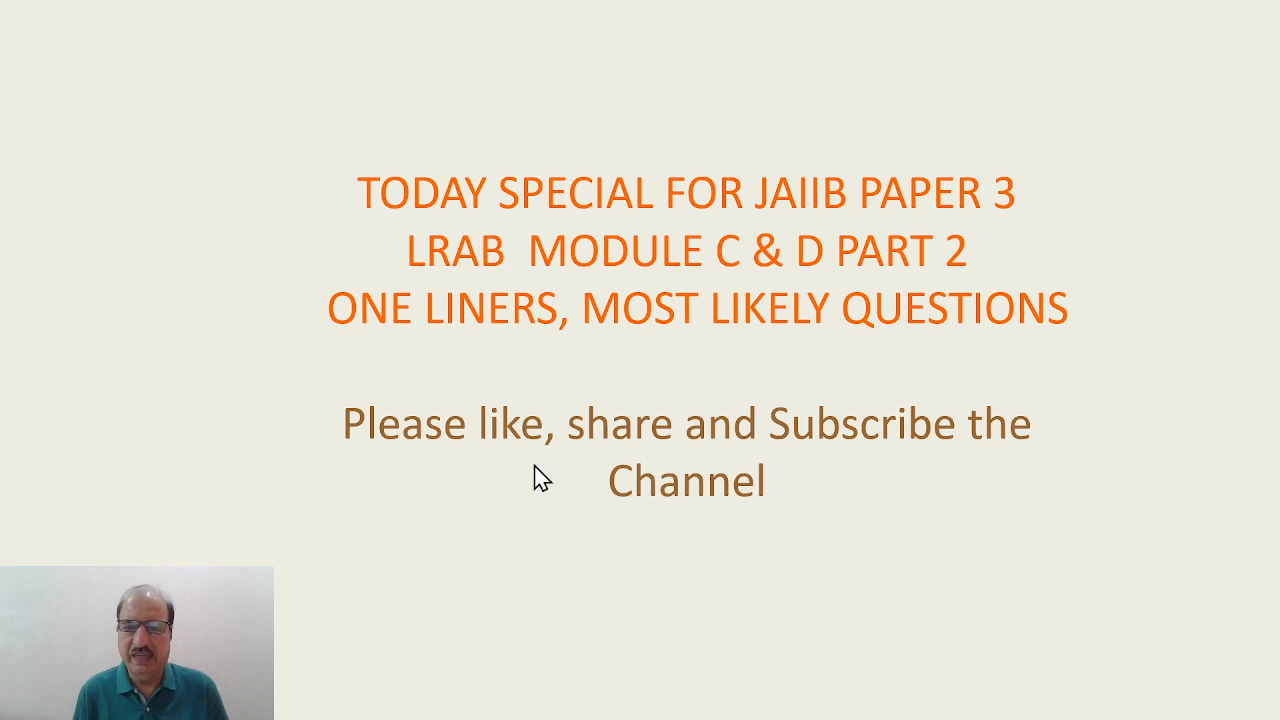 TODAY SPECIAL FOR JAIIB PAPER 3
LRAB MODULE C & D PART 2
ONE LINERS, MOST LIKELY QUESTIONS
Please like, share and Subscribe the
Channel